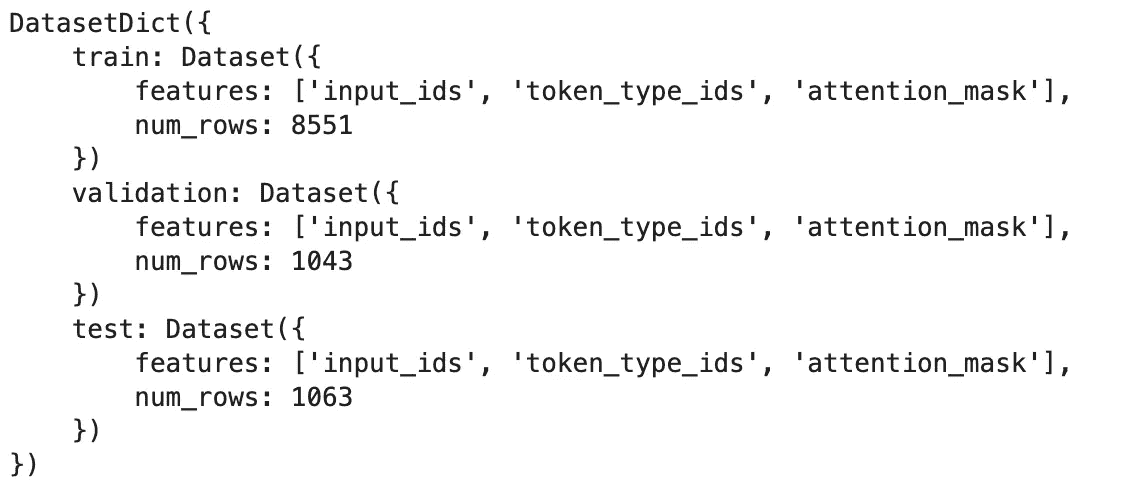 DatasetDict({
    train: Dataset({
        features: ['input_ids', 'token_type_ids', 'attention_mask'],
        num_rows: 8551
    })
    validation: Dataset({
        features: ['input_ids', 'token_type_ids', 'attention_mask'],
        num_rows: 1043
    })
    test: Dataset({
        features: ['input_ids', 'token_type_ids', 'attention_mask'],
        num_rows: 1063
    })
})